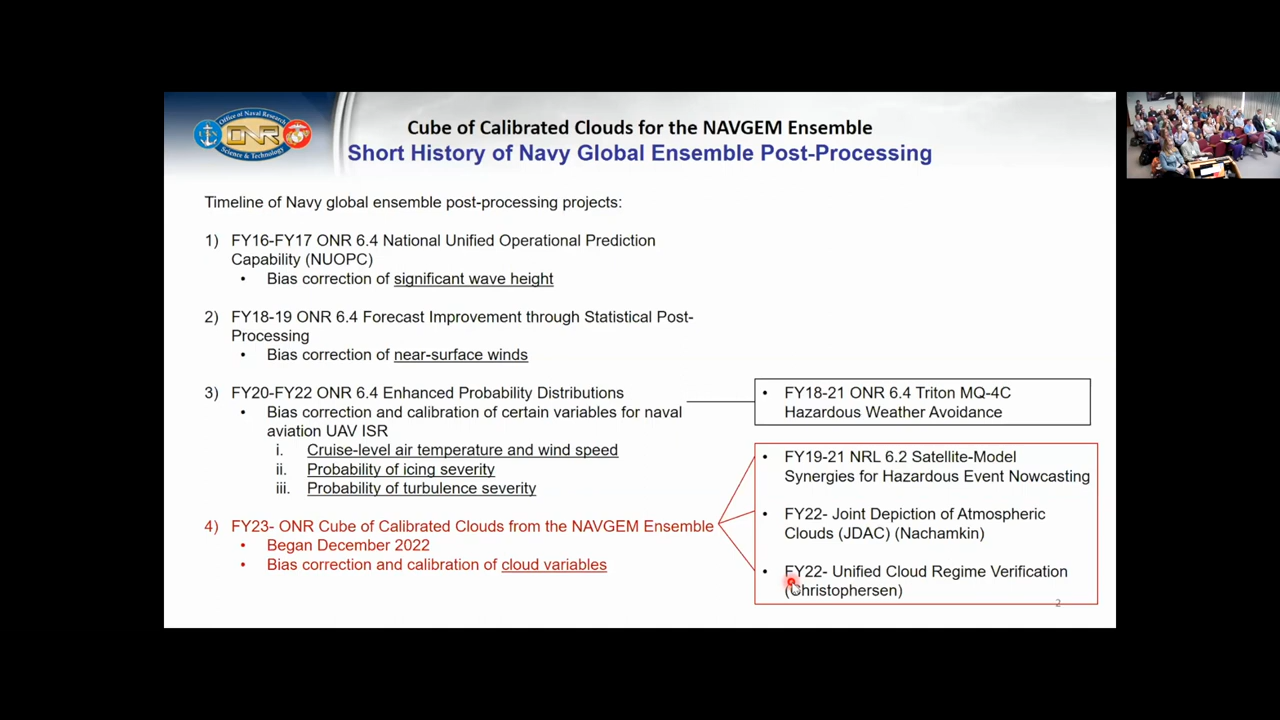 Office of Naval Research
ONR
Science & Technology
Cube of Calibrated Clouds for the NAVGEM Ensemble
Short History of Navy Global Ensemble Post-Processing
Timeline of Navy global ensemble post-processing projects:
1) FY16-FY17 ONR 6.4 National Unified Operational Prediction
Capability (NUOPC)
• Bias correction of significant wave height
2) FY18-19 ONR 6.4 Forecast Improvement through Statistical Post-
Processing
• Bias correction of near-surface winds
3) FY20-FY22 ONR 6.4 Enhanced Probability Distributions
• Bias correction and calibration of certain variables for naval
aviation UAV ISR
i. Cruise-level air temperature and wind speed
ii. Probability of icing severity
iii. Probability of turbulence severity
4) FY23- ONR Cube of Calibrated Clouds from the NAVGEM Ensemble
• Began December 2022
• Bias correction and calibration of cloud variables
• FY18-21 ONR 6.4 Triton MQ-4C
Hazardous Weather Avoidance
• FY19-21 NRL 6.2 Satellite-Model
Synergies for Hazardous Event Nowcasting
• FY22- Joint Depiction of Atmospheric
Clouds (JDAC) (Nachamkin)
• FY22- Unified Cloud Regime Verification
(Christophersen)
2